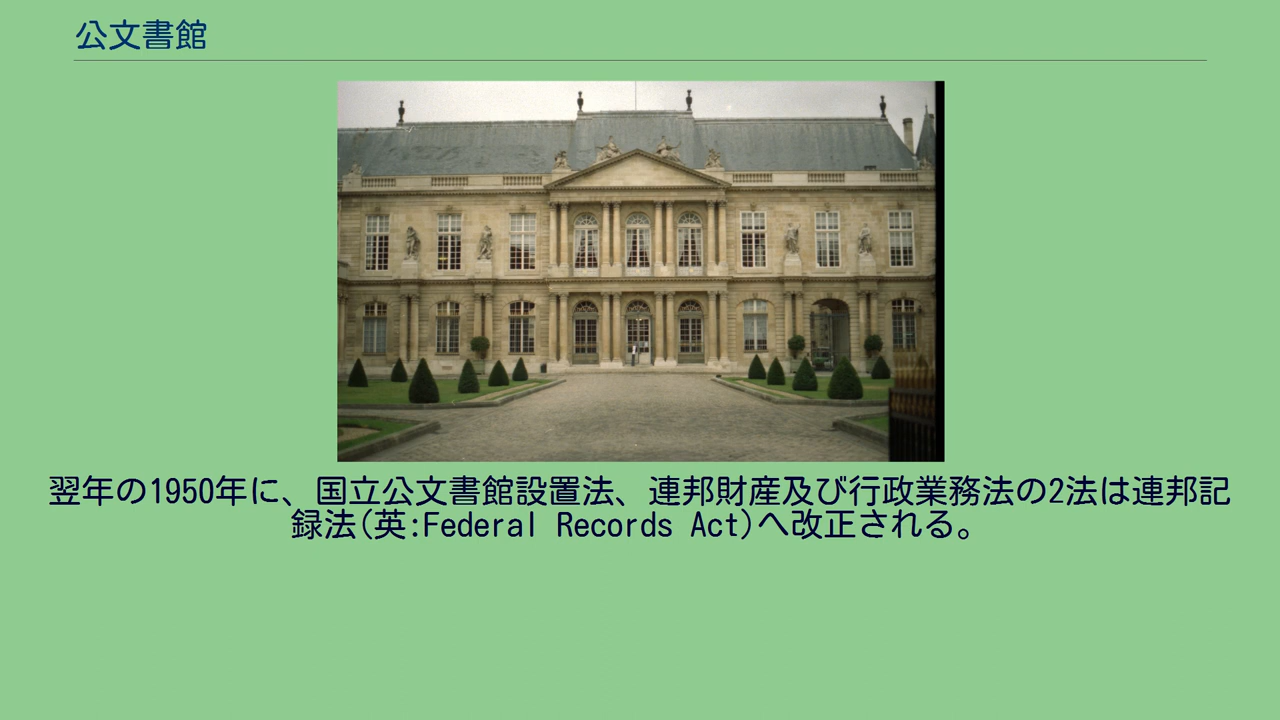 公文書館
翌年の1950年に、国立公文書館設置法、連邦財産及び行政業務法の2法は連邦記
録法(英:Federal Records Act)へ改正される。